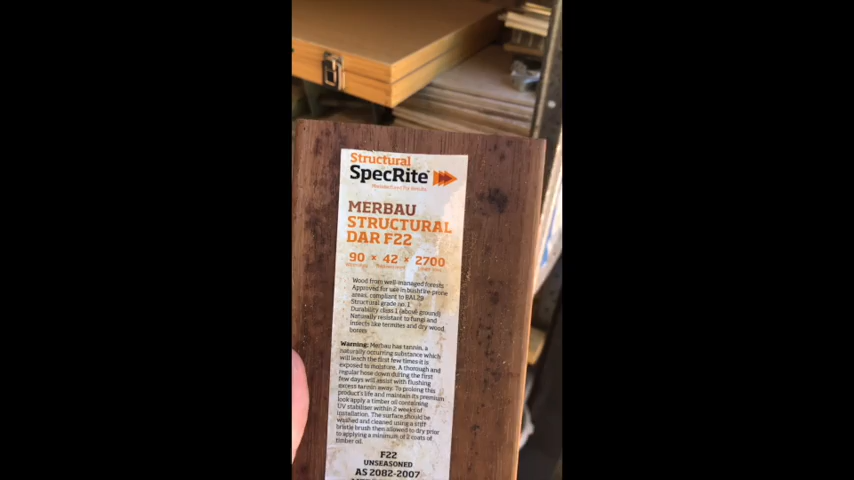 Structural
SpecRite
MERBAU
STRUCTURAL
DAR F22
90 × 42 × 2700
Wood from well-managed forests
Approved for use in bushfire-prone
areas, compliant to BAL29
Structural grade no. 1
Durability class 1 (above ground)
Naturally resistant to fungi and
insects like termites and dry wood
borers
Warning: Merbau has tannin, a
naturally occurring substance which
will leach the first few times it is
exposed to moisture. A thorough and
regular hose down during the first
few days will assist with flushing
excess tannin away. To prolong this
product's life and maintain its premium
look apply a timber oil containing
UV stabiliser within 2 weeks of
installation. The surface should be
washed and cleaned using a stiff
bristle brush then allowed to dry prior
to applying a minimum of 2 coats of
timber oil.
F22
UNSEASONED
AS 2082-2007